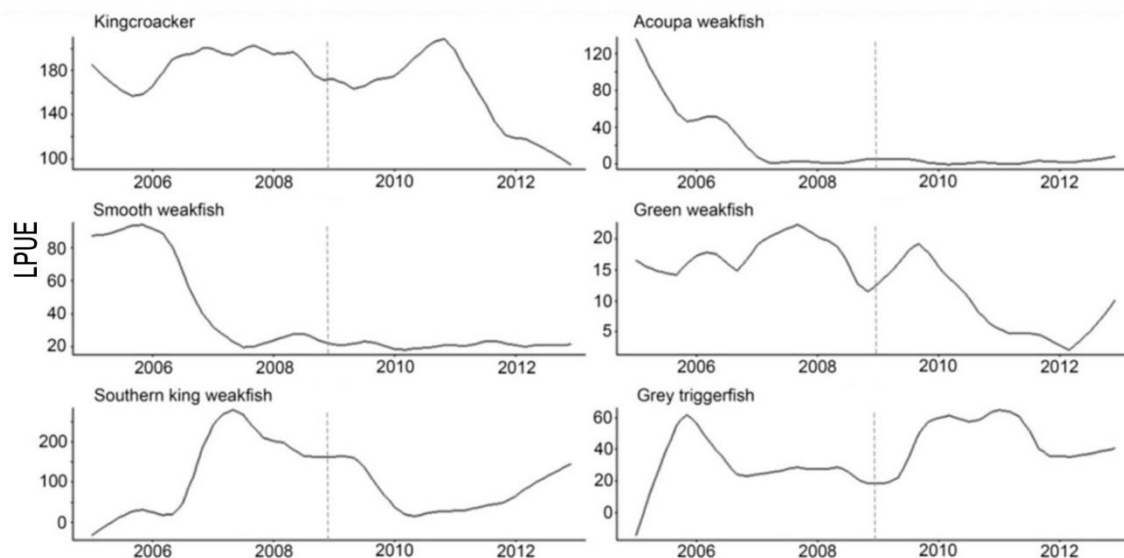 Kingcroacker
180
140
100
2006 2008 2010 2012
Acoupa weakfish
120
80
40
0
2006 2008 2010 2012
LPUE
Smooth weakfish
80
60
40
20
2006 2008 2010 2012
Green weakfish
20
15
10
5
2006 2008 2010 2012
Southern king weakfish
200
100
0
2006 2008 2010 2012
Grey triggerfish
60
40
20
0
2006 2008 2010 2012